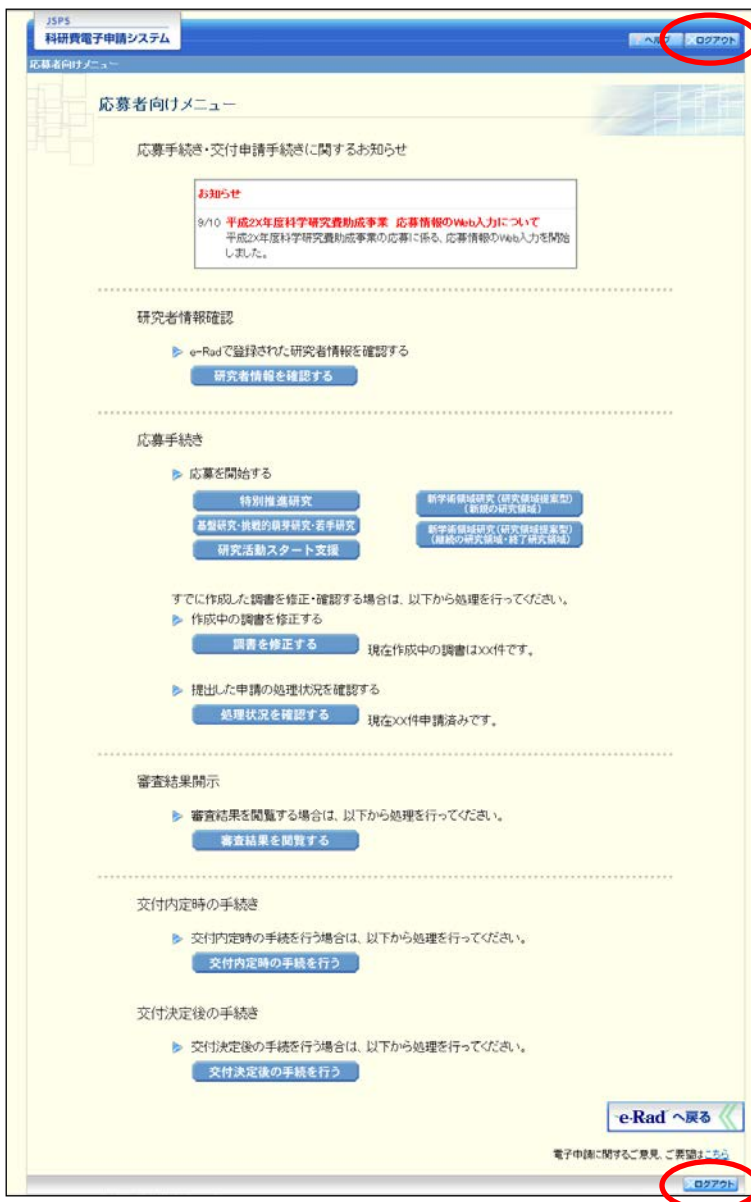 JSPS
科研費電子申請システム
ヘルプ ログアウト
応募者向けメニュー
応募者向けメニュー
応募手続き・交付申請手続きに関するお知らせ
お知らせ
9/10 平成2X年度科学研究費助成事業 応募情報のWeb入力について
平成2X年度科学研究費助成事業の応募に係る、応募情報のWeb入力を開始
しました。
研究者情報確認
e-Radで登録された研究者情報を確認する
研究者情報を確認する
応募手続き
応募を開始する
特別推進研究
新学術領域研究(研究領域提案型)
(新規の研究領域)
基盤研究・挑戦的萌芽研究・若手研究
新学術領域研究(研究領域提案型)
(継続の研究領域・終了研究領域)
研究活動スタート支援
すでに作成した調書を修正・確認する場合は、以下から処理を行ってください。
作成中の調書を修正する
調書を修正する 現在作成中の調書はXX件です。
提出した申請の処理状況を確認する
処理状況を確認する 現在XX件申請済みです。
審査結果開示
審査結果を閲覧する場合は、以下から処理を行ってください。
審査結果を閲覧する
交付内定時の手続き
交付内定時の手続を行う場合は、以下から処理を行ってください。
交付内定時の手続を行う
交付決定後の手続き
交付決定後の手続を行う場合は、以下から処理を行ってください。
交付決定後の手続を行う
e-Rad へ戻る
電子申請に関するご意見、ご要望はこちら
ログアウト